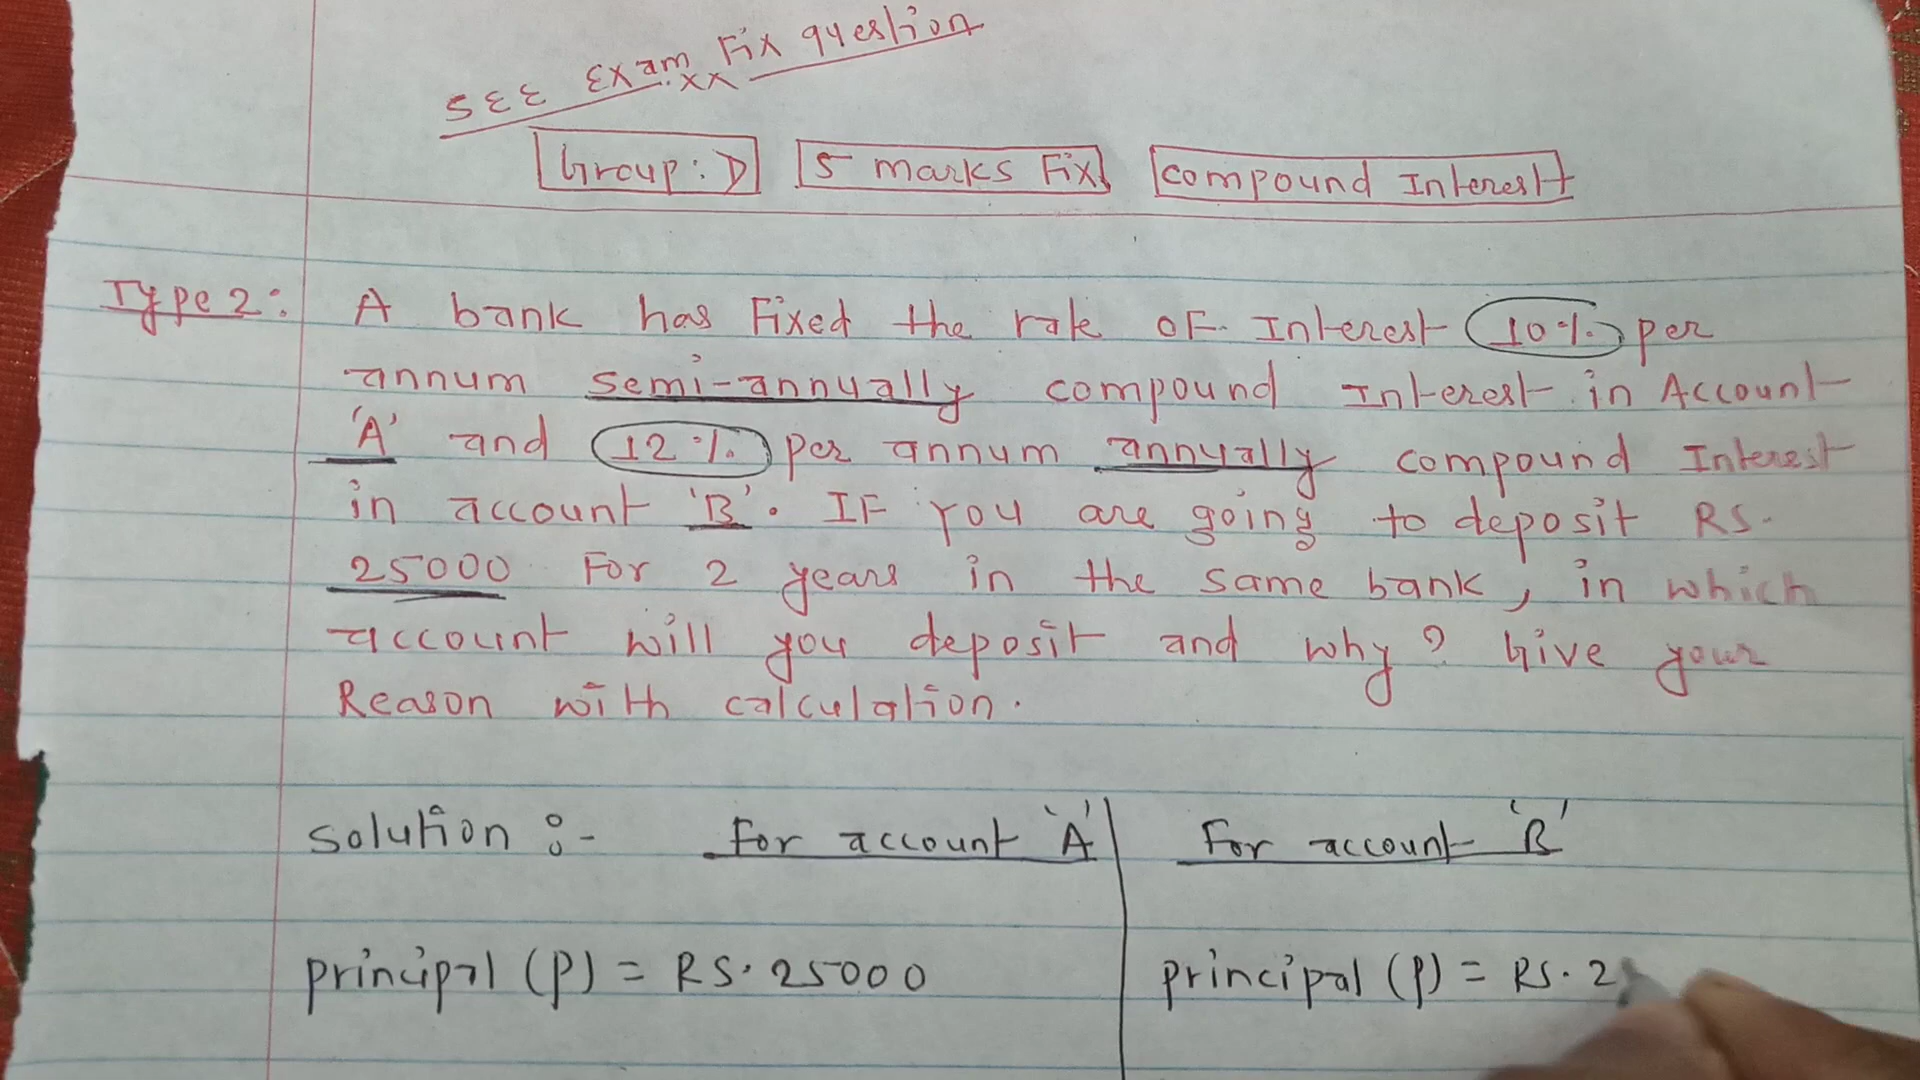 SEE Exam Fix question
Group: D 5 marks Fix compound Interest
Type 2: A bank has Fixed the rate OF Interest 10% per
annum semi-annually compound Interest in Account
'A' and 12% per annum annually compound Interest
in account 'B'. IF you are going to deposit RS.
25000 For 2 years in the same bank, in which
account will you deposit and why? Give your
Reason with calculation.
Solution :- For account 'A' For account 'B'
principal (P) = RS. 25000 principal (P) = RS. 2